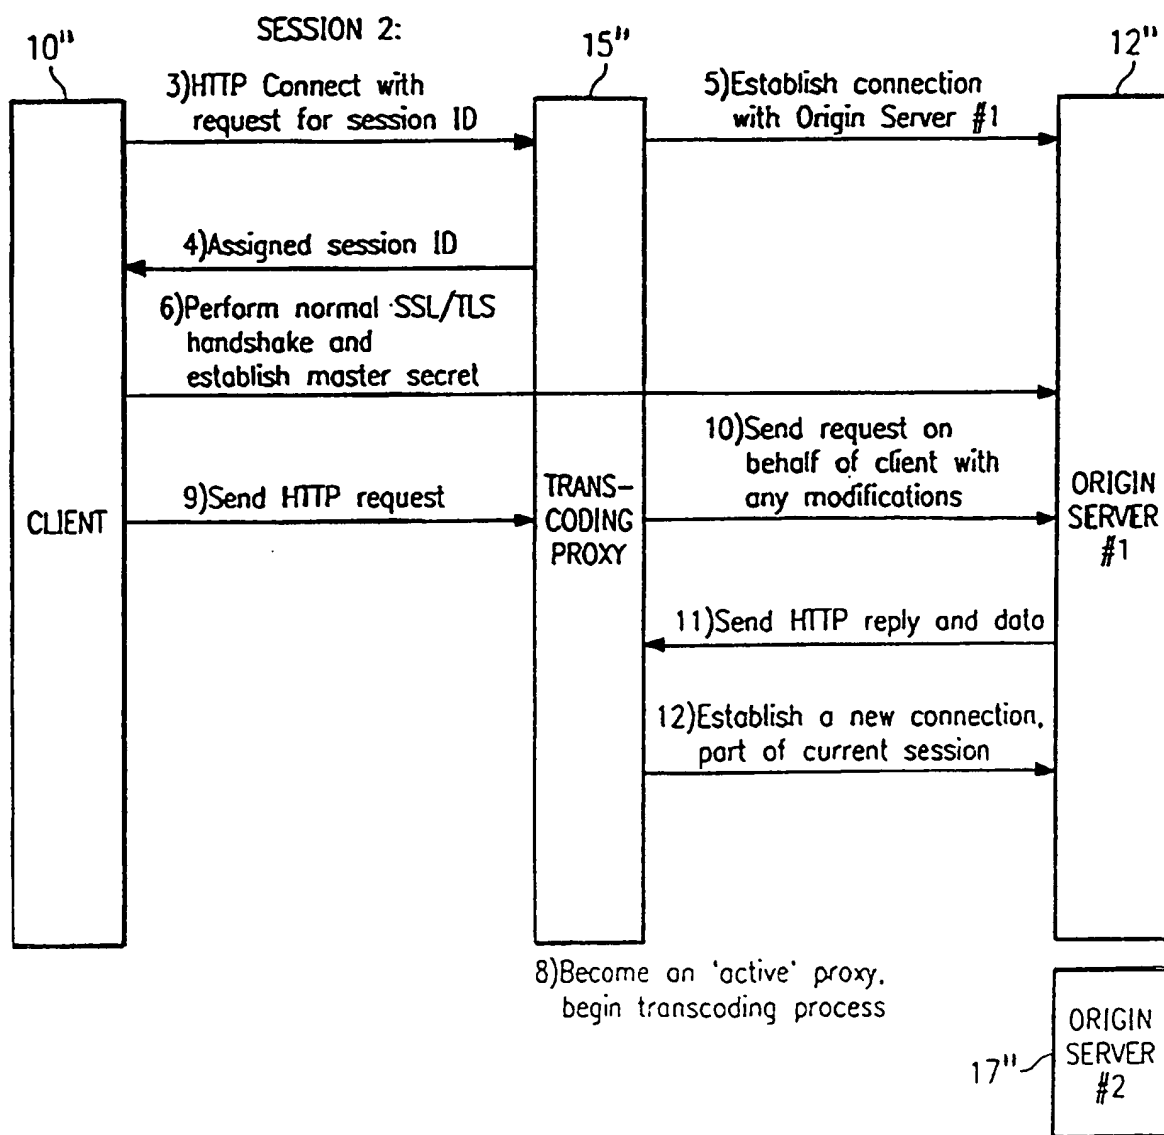 SESSION 2:
10"
15"
12"
3)HTTP Connect with
request for session ID
5)Establish connection
with Origin Server #1
4)Assigned session ID
6)Perform normal SSL/TLS
handshake and
establish master secret
10)Send request on
behalf of client with
any modifications
9)Send HTTP request
CLIENT
TRANS-
CODING
PROXY
ORIGIN
SERVER
#1
11)Send HTTP reply and data
12)Establish a new connection,
part of current session
8)Become an 'active' proxy,
begin transcoding process
17"
ORIGIN
SERVER
#2